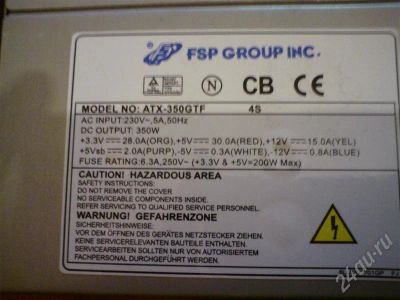 FSP GROUP INC.
N CB CE
MODEL NO: ATX-350GTF 4S
AC INPUT:230V~,5A,50Hz
DC OUTPUT: 350W
+3.3V 28.0A(ORG), +5V 30.0A(RED), +12V 15.0A(YEL)
+5Vsb 2.0A(PURP), -5V 0.3A(WHITE), -12V 0.8A(BLUE)
FUSE RATING: 6.3A,250V~ (+3.3V & +5V=200W Max)
CAUTION! HAZARDOUS AREA
SAFETY INSTRUCTIONS:
DO NOT REMOVE THE COVER
NO SERVICEABLE COMPONENTS INSIDE
REFER SERVICING TO QUALIFIED SERVICE PERSONNEL.
WARNUNG! GEFAHRENZONE
SICHERHEITSHINWEIS:
VOR DEM ÖFFNEN DES GERÄTES NETZSTECKER ZIEHEN
KEINE SERVICERELEVANTEN BAUTEILE ENTHALTEN.
SERVICEARBEITEN SOLLTEN NUR VON AUTORISIERTEM
FACHPERSONAL DURCHGEFÜHRT WERDEN.
24au.ru